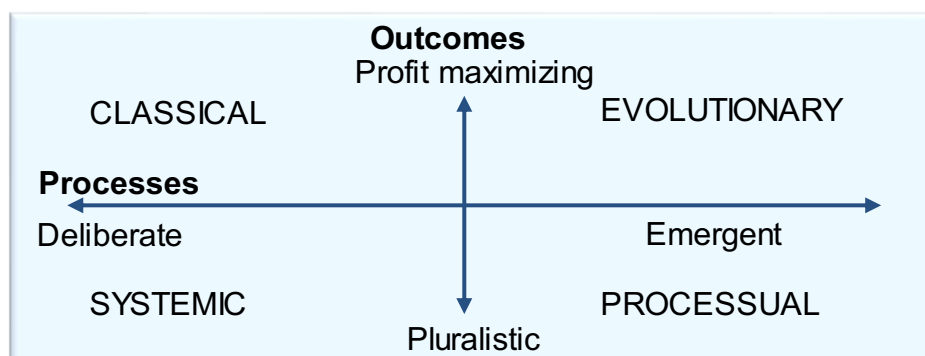 Outcomes
Profit maximizing
CLASSICAL
EVOLUTIONARY
Processes
Deliberate
Emergent
SYSTEMIC
PROCESSUAL
Pluralistic